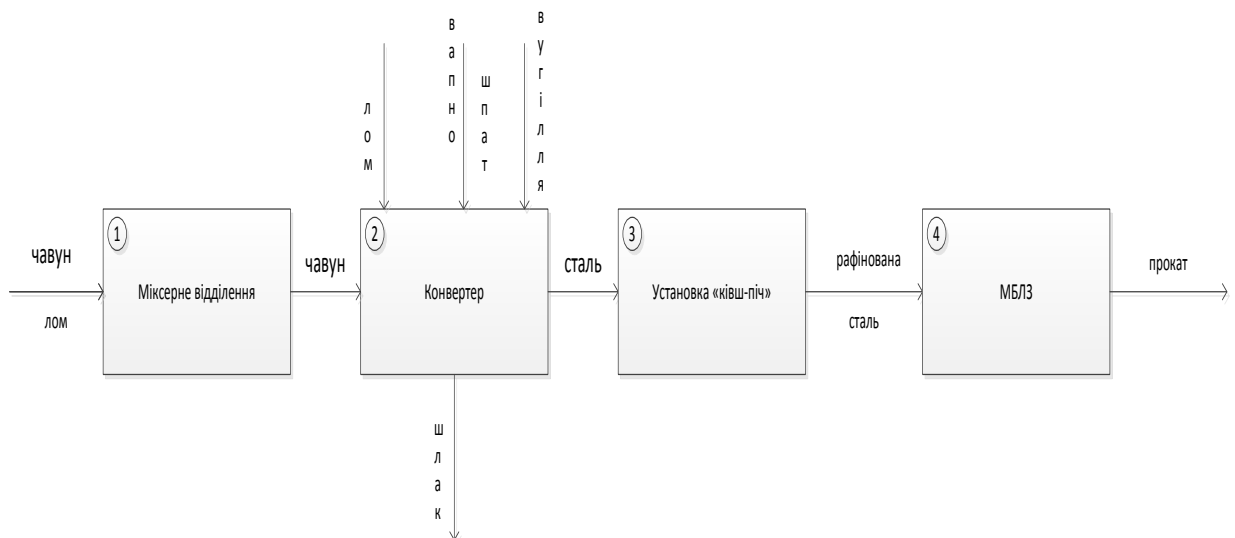 лом
вапно
шпат
вугілля
чавун
лом
1
Міксерне відділення
чавун
2
Конвертер
сталь
3
Установка «ківш-піч»
рафінована
сталь
4
МБЛЗ
прокат
шлак